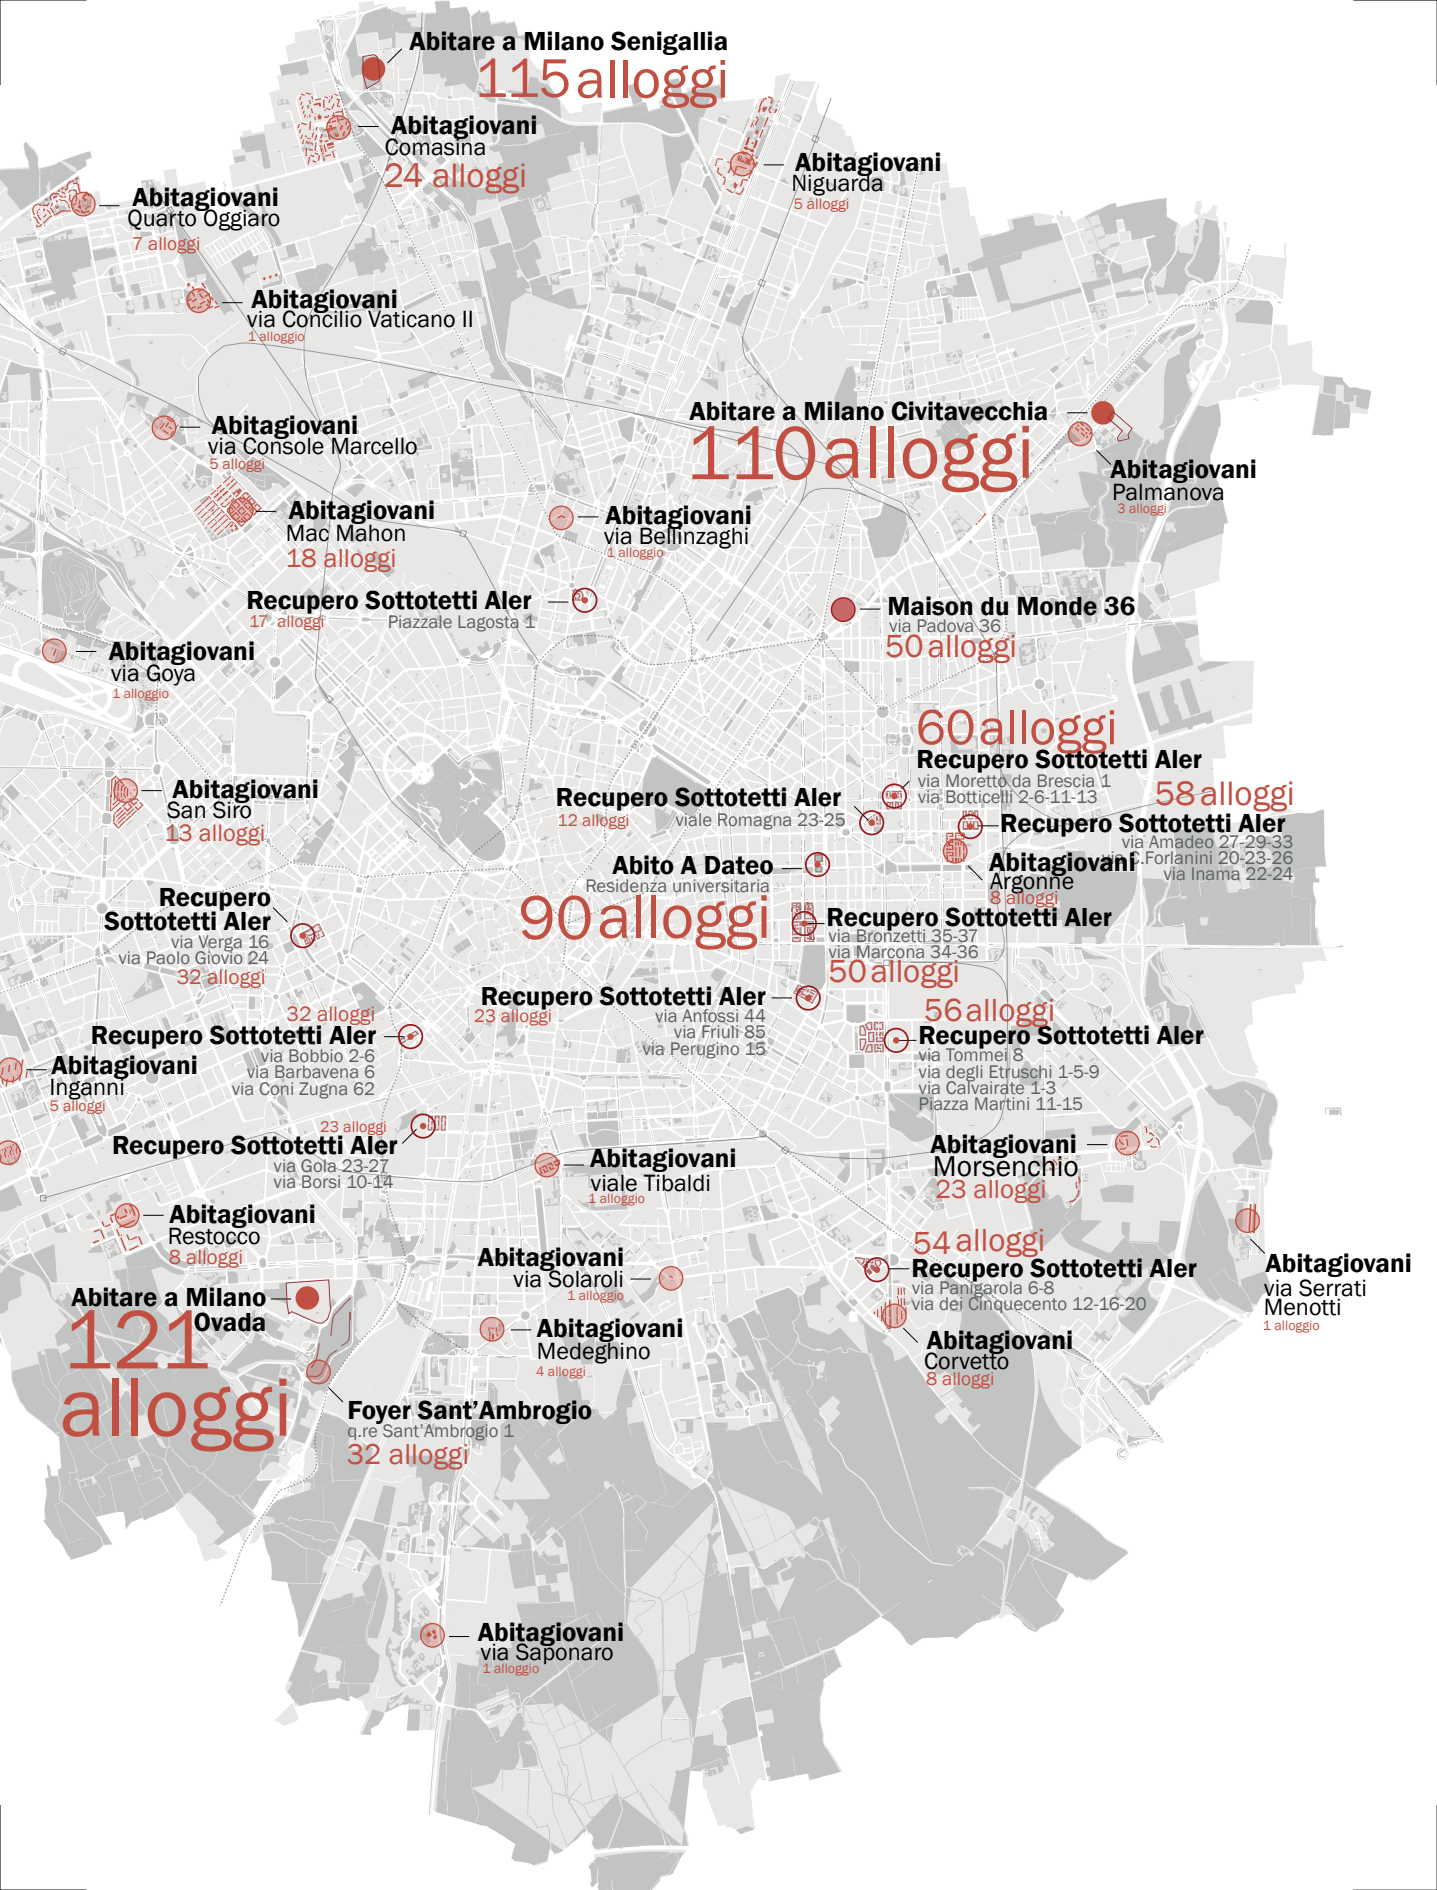 Abitare a Milano Senigallia
115 alloggi
Abitagiovani
Comasina
24 alloggi
Abitagiovani
Niguarda
5 alloggi
Abitagiovani
Quarto Oggiaro
7 alloggi
Abitagiovani
via Concilio Vaticano II
1 alloggio
Abitare a Milano Civitavecchia
110 alloggi
Abitagiovani
Palmanova
3 alloggi
Abitagiovani
via Console Marcello
5 alloggi
Abitagiovani
Mac Mahon
18 alloggi
Abitagiovani
via Bellinzaghi
1 alloggio
Recupero Sottotetti Aler
17 alloggi Piazzale Lagosta 1
Maison du Monde 36
via Padova 36
50 alloggi
Abitagiovani
via Goya
1 alloggio
60 alloggi
Recupero Sottotetti Aler
via Moretto da Brescia 1
via Botticelli 2-6-11-13
58 alloggi
Recupero Sottotetti Aler
via Amadeo 27-29-33
via C.Forlanini 20-23-26
via Inama 22-24
Abitagiovani
San Siro
13 alloggi
Recupero Sottotetti Aler
12 alloggi viale Romagna 23-25
Abitagiovani
Argonne
8 alloggi
Abito A Dateo
Residenza universitaria
90 alloggi
Recupero
Sottotetti Aler
via Verga 16
via Paolo Giovio 24
32 alloggi
Recupero Sottotetti Aler
via Bronzetti 35-37
via Marcona 34-36
50 alloggi
Recupero Sottotetti Aler
23 alloggi via Anfossi 44
via Friuli 85
via Perugino 15
56 alloggi
Recupero Sottotetti Aler
via Tommei 8
via degli Etruschi 1-5-9
via Calvairate 1-3
Piazza Martini 11-15
32 alloggi
Recupero Sottotetti Aler
via Bobbio 2-6
via Barbavena 6
via Coni Zugna 62
Abitagiovani
Inganni
5 alloggi
23 alloggi
Recupero Sottotetti Aler
via Gola 23-27
via Borsi 10-14
Abitagiovani
viale Tibaldi
1 alloggio
Abitagiovani
Morsenchio
23 alloggi
Abitagiovani
Restocco
8 alloggi
Abitagiovani
via Solaroli
1 alloggio
54 alloggi
Recupero Sottotetti Aler
via Panigarola 6-8
via dei Cinquecento 12-16-20
Abitagiovani
via Serrati
Menotti
1 alloggio
Abitare a Milano
Ovada
121
alloggi
Abitagiovani
Medeghino
4 alloggi
Abitagiovani
Corvetto
8 alloggi
Foyer Sant'Ambrogio
q.re Sant'Ambrogio 1
32 alloggi
Abitagiovani
via Saponaro
1 alloggio